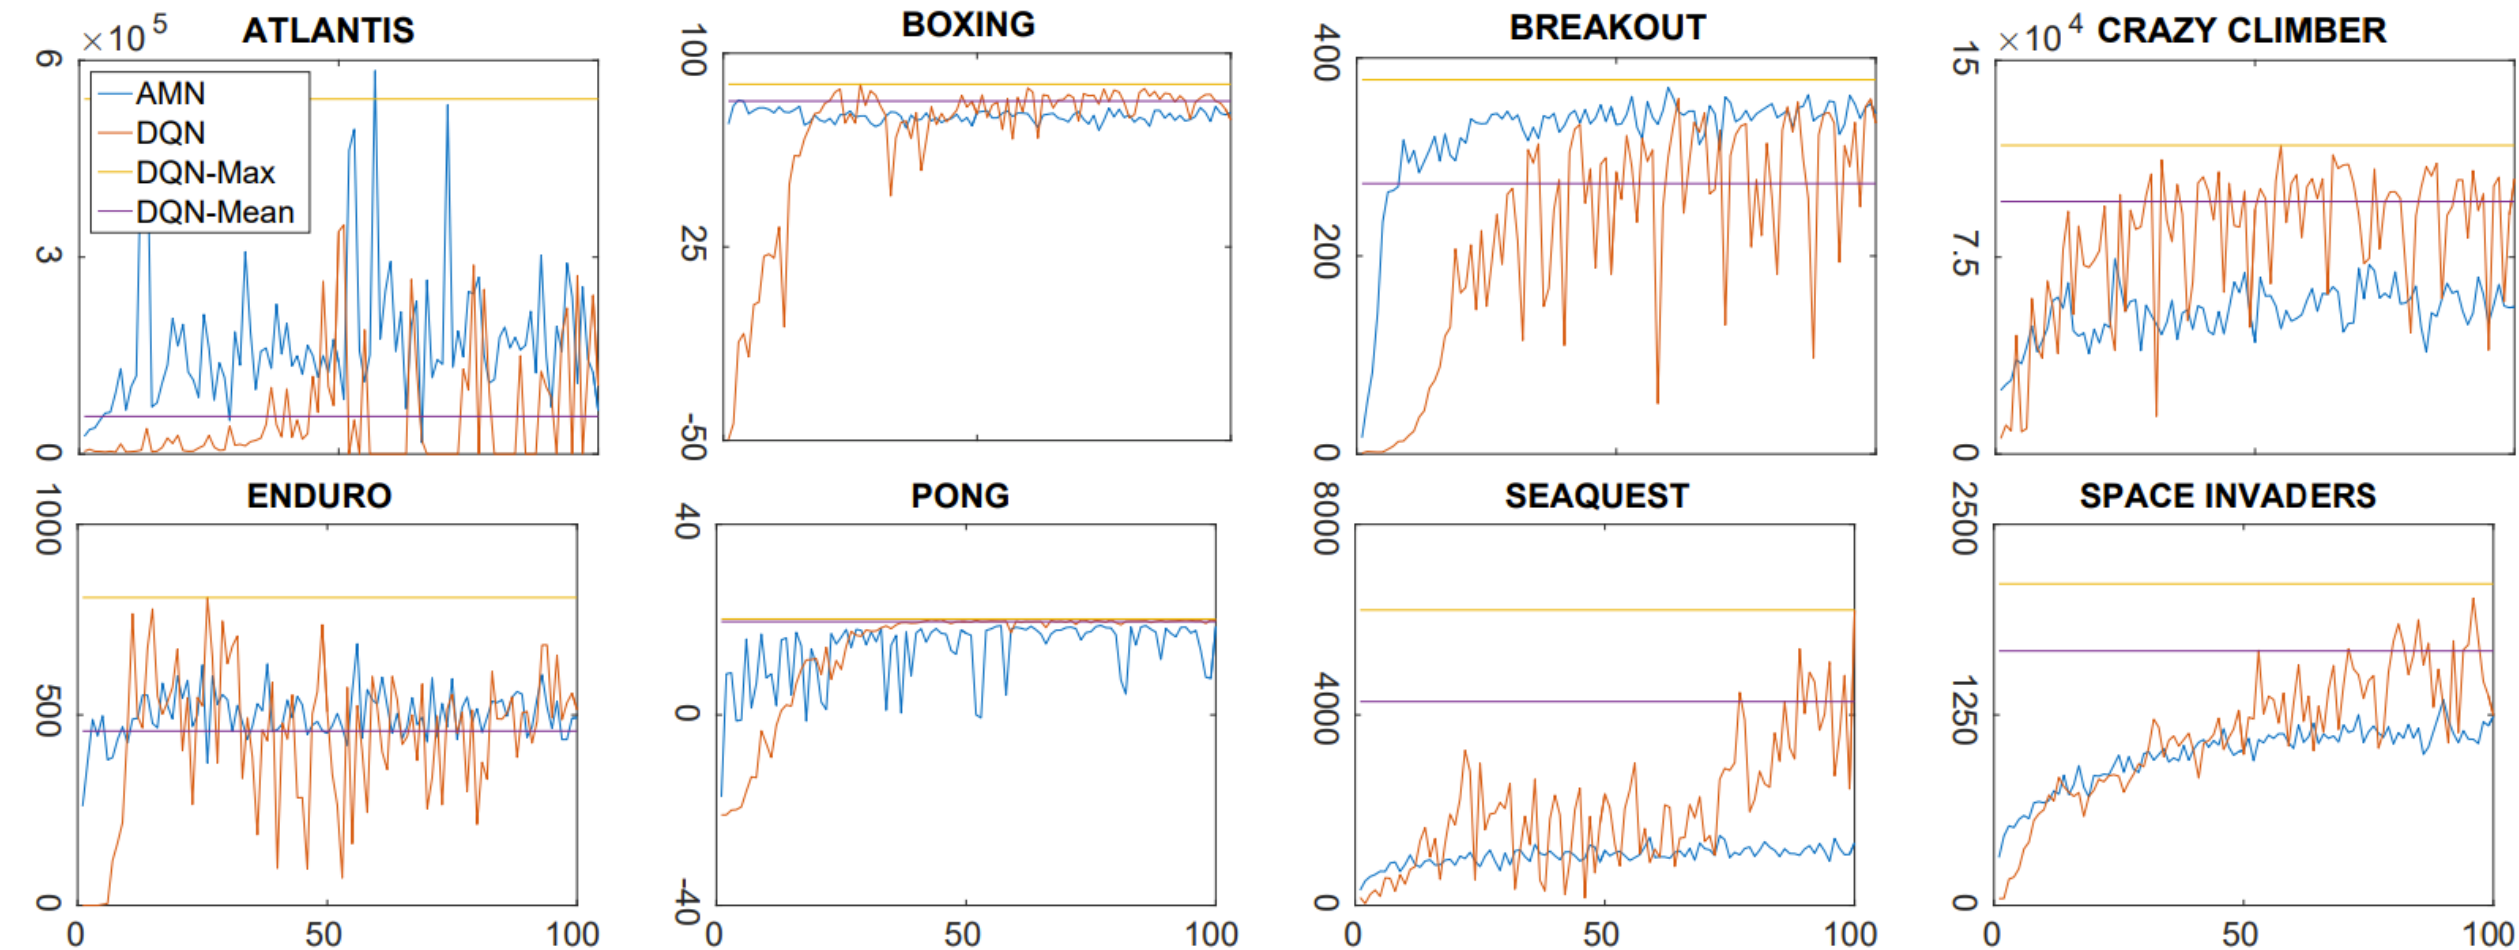 ATLANTIS
×10 5
6
3
0
AMN
DQN
DQN-Max
DQN-Mean
BOXING
100
25
-50
BREAKOUT
400
200
0
×10 4 CRAZY CLIMBER
15
7.5
0
ENDURO
1000
500
0
0 50 100
PONG
40
0
-40
0 50 100
SEAQUEST
8000
4000
0
0 50 100
SPACE INVADERS
2500
1250
0
0 50 100